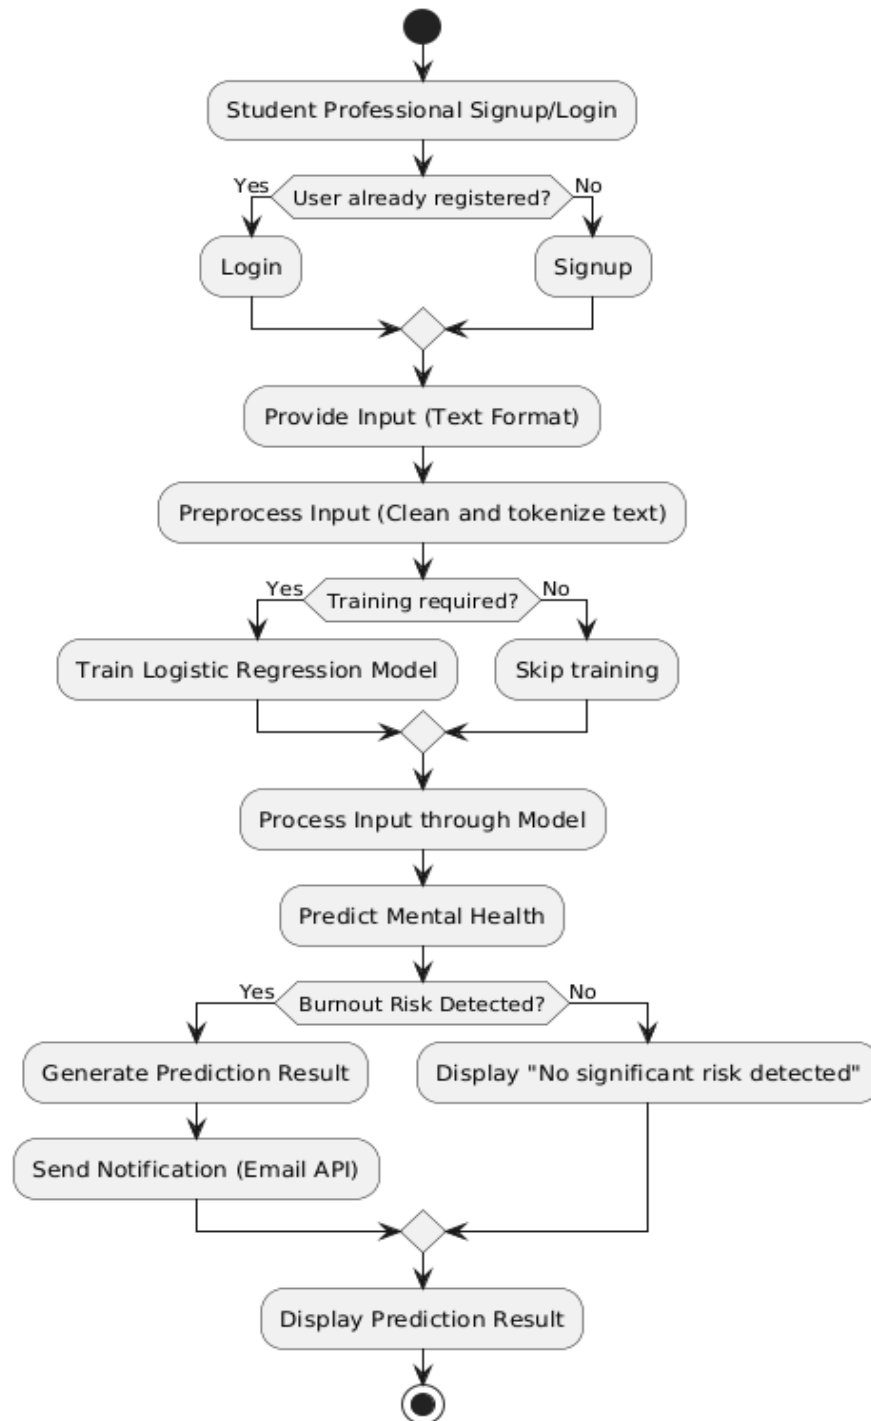 Student Professional Signup/Login
Yes
User already registered?
No
Login
Signup
Provide Input (Text Format)
Preprocess Input (Clean and tokenize text)
Yes
Training required?
No
Train Logistic Regression Model
Skip training
Process Input through Model
Predict Mental Health
Yes
Burnout Risk Detected?
No
Generate Prediction Result
Display "No significant risk detected"
Send Notification (Email API)
Display Prediction Result